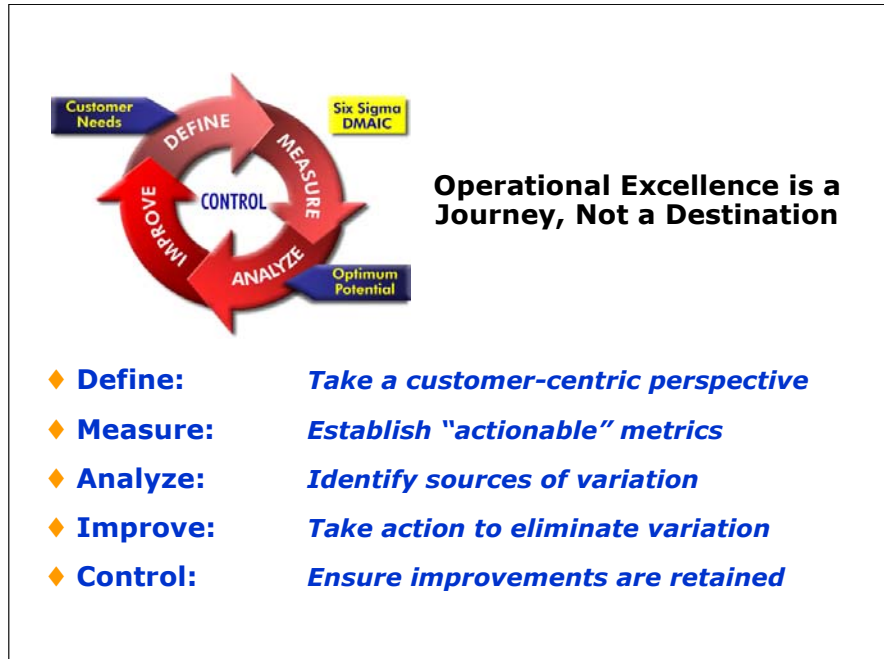 Customer
Needs
Six Sigma
DMAIC
DEFINE
MEASURE
CONTROL
IMPROVE
ANALYZE
Optimum
Potential
Operational Excellence is a
Journey, Not a Destination
♦ Define: Take a customer-centric perspective
♦ Measure: Establish “actionable” metrics
♦ Analyze: Identify sources of variation
♦ Improve: Take action to eliminate variation
♦ Control: Ensure improvements are retained